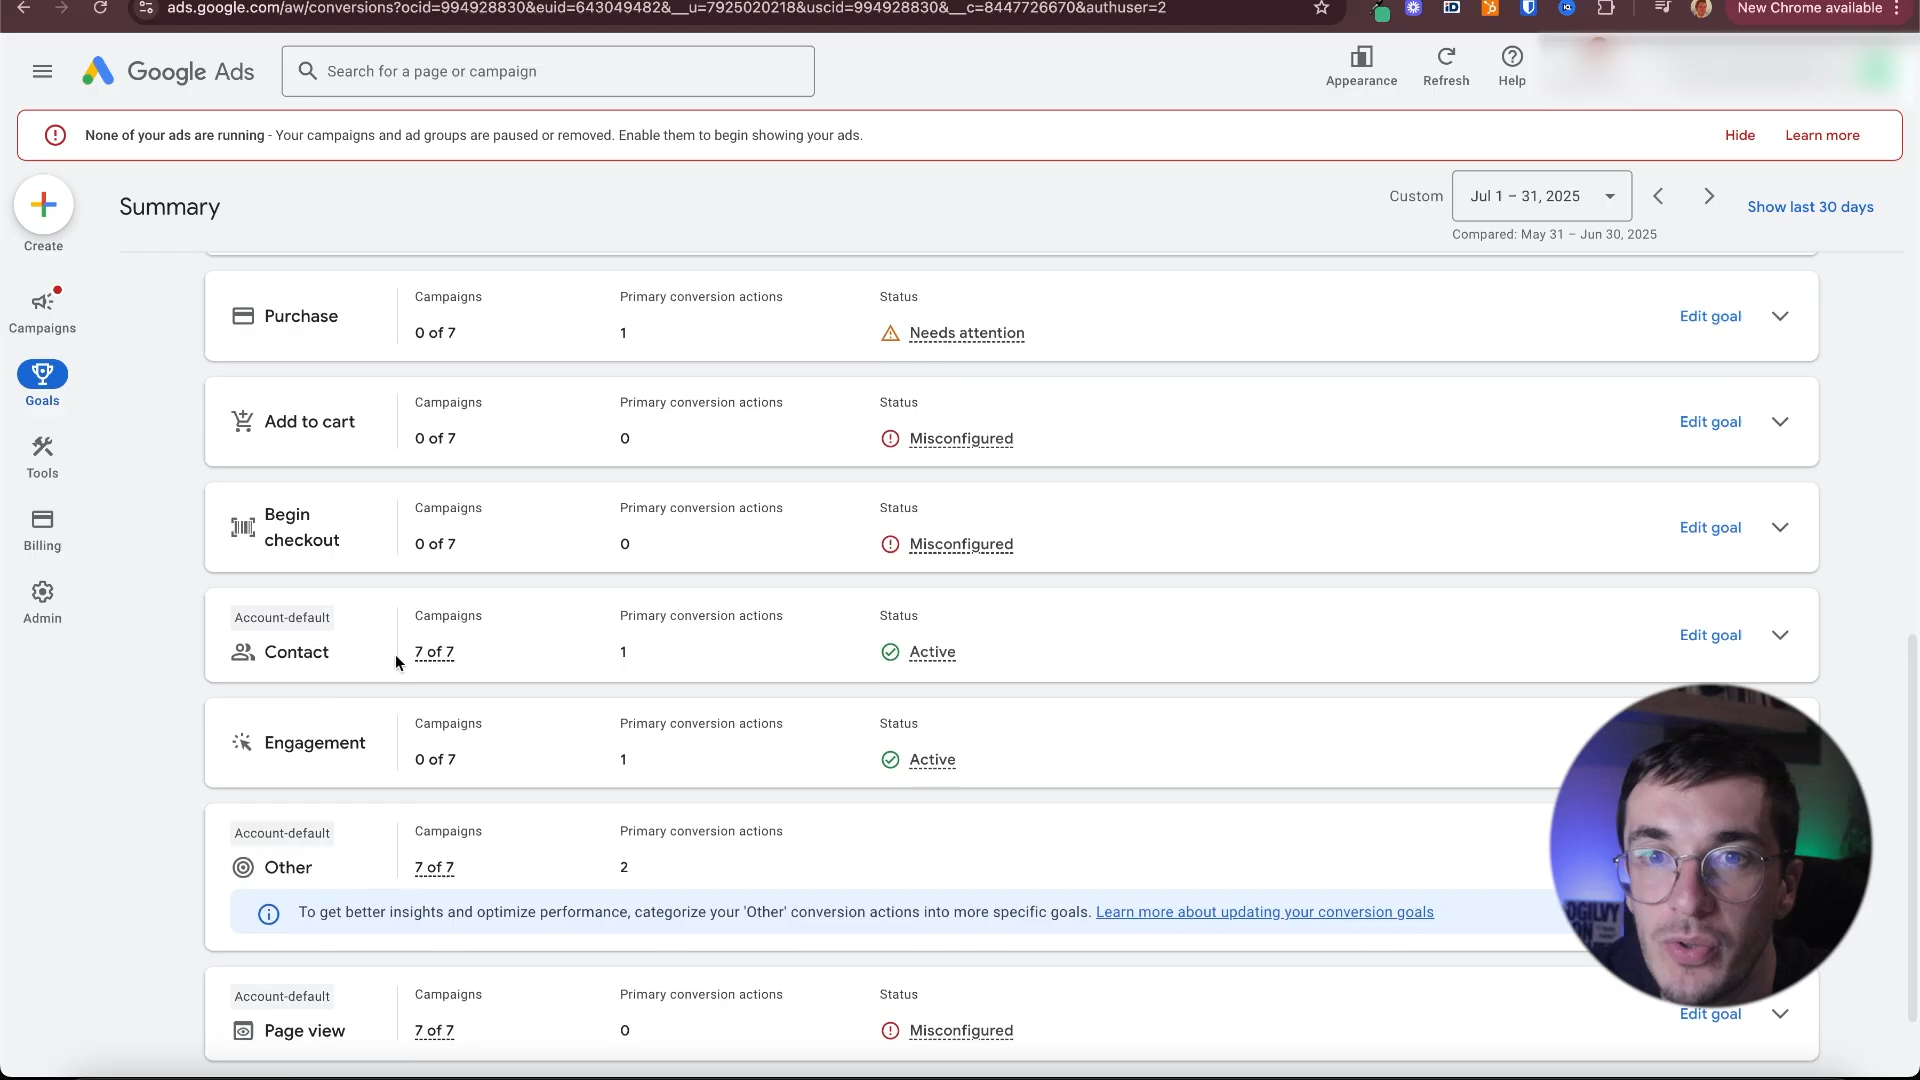 ads.google.com/aw/conversions?ocid=994928830&euid=643049482&__u=7925020218&uscid=994928830&__c=8447726670&authuser=2
New Chrome available
Google Ads
Search for a page or campaign
Appearance
Refresh
Help
None of your ads are running - Your campaigns and ad groups are paused or removed. Enable them to begin showing your ads.
Hide
Learn more
Create
Campaigns
Goals
Tools
Billing
Admin
Summary
Custom
Jul 1 – 31, 2025
Show last 30 days
Compared: May 31 – Jun 30, 2025
Purchase
Campaigns
0 of 7
Primary conversion actions
1
Status
Needs attention
Edit goal
Add to cart
Campaigns
0 of 7
Primary conversion actions
0
Status
Misconfigured
Edit goal
Begin
checkout
Campaigns
0 of 7
Primary conversion actions
0
Status
Misconfigured
Edit goal
Account-default
Contact
Campaigns
7 of 7
Primary conversion actions
1
Status
Active
Edit goal
Engagement
Campaigns
0 of 7
Primary conversion actions
1
Status
Active
Account-default
Other
Campaigns
7 of 7
Primary conversion actions
2
To get better insights and optimize performance, categorize your 'Other' conversion actions into more specific goals. Learn more about updating your conversion goals
Account-default
Page view
Campaigns
7 of 7
Primary conversion actions
0
Status
Misconfigured
Edit goal
OGILVY
ON